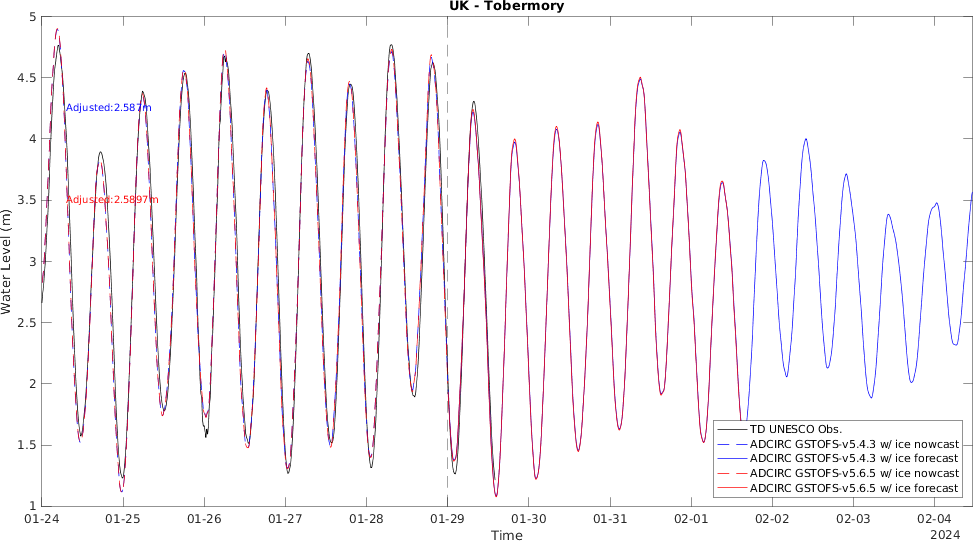 UK - Tobermory
5
4.5
4
3.5
3
2.5
2
1.5
1
Water Level (m)
Adjusted:2.587m
Adjusted:2.5897m
TD UNESCO Obs.
ADCIRC GSTOFS-v5.4.3 w/ ice nowcast
ADCIRC GSTOFS-v5.4.3 w/ ice forecast
ADCIRC GSTOFS-v5.6.5 w/ ice nowcast
ADCIRC GSTOFS-v5.6.5 w/ ice forecast
01-24 01-25 01-26 01-27 01-28 01-29 01-30 01-31 02-01 02-02 02-03 02-04
Time
2024